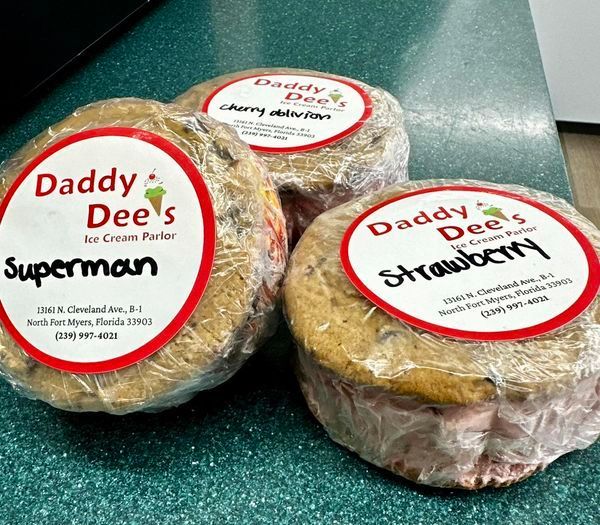 Daddy
Dee's
Ice Cream Parlor
Superman
13161 N. Cleveland Ave., B-1
North Fort Myers, Florida 33903
(239) 997-4021
Daddy
Dee's
Ice Cream Parlor
Cherry oblivion
13161 N. Cleveland Ave., B-1
North Fort Myers, Florida 33903
(239) 997-4021
Daddy
Dee's
Ice Cream Parlor
Strawberry
13161 N. Cleveland Ave., B-1
North Fort Myers, Florida 33903
(239) 997-4021